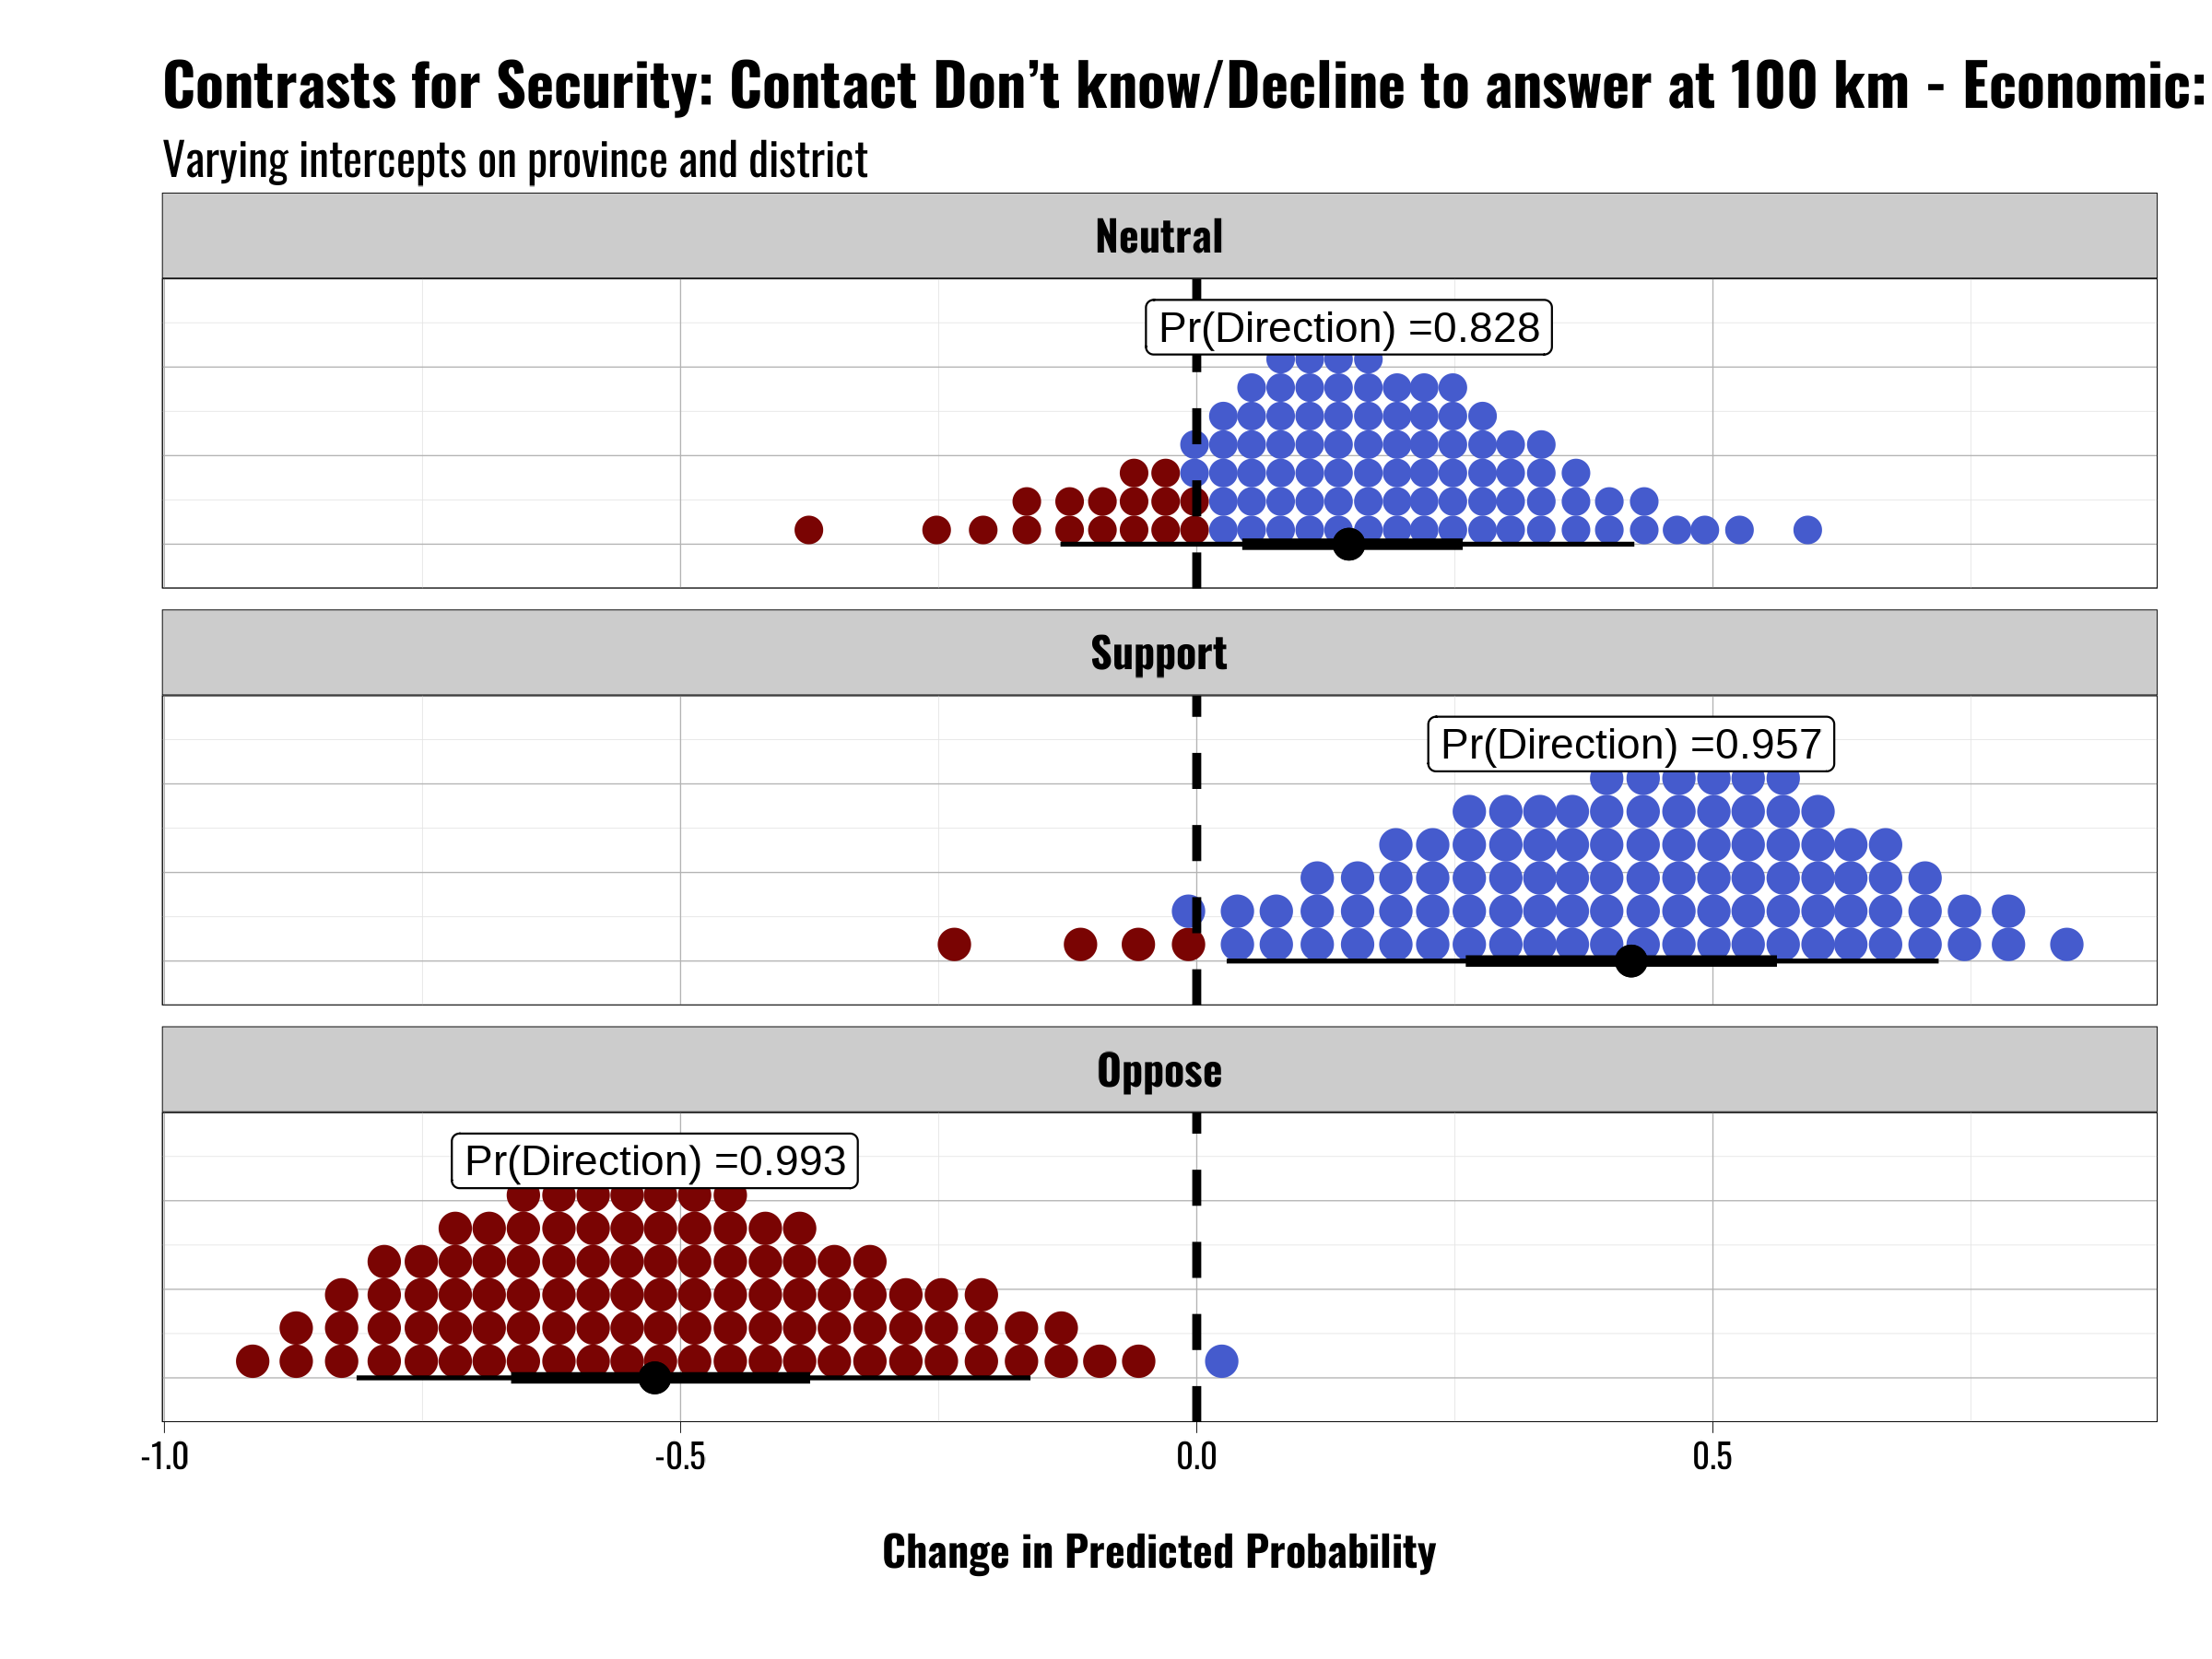 Contrasts for Security: Contact Don’t know/Decline to answer at 100 km - Economic:
Varying intercepts on province and district
Neutral
Pr(Direction) =0.828
Support
Pr(Direction) =0.957
Oppose
Pr(Direction) =0.993
-1.0 -0.5 0.0 0.5
Change in Predicted Probability